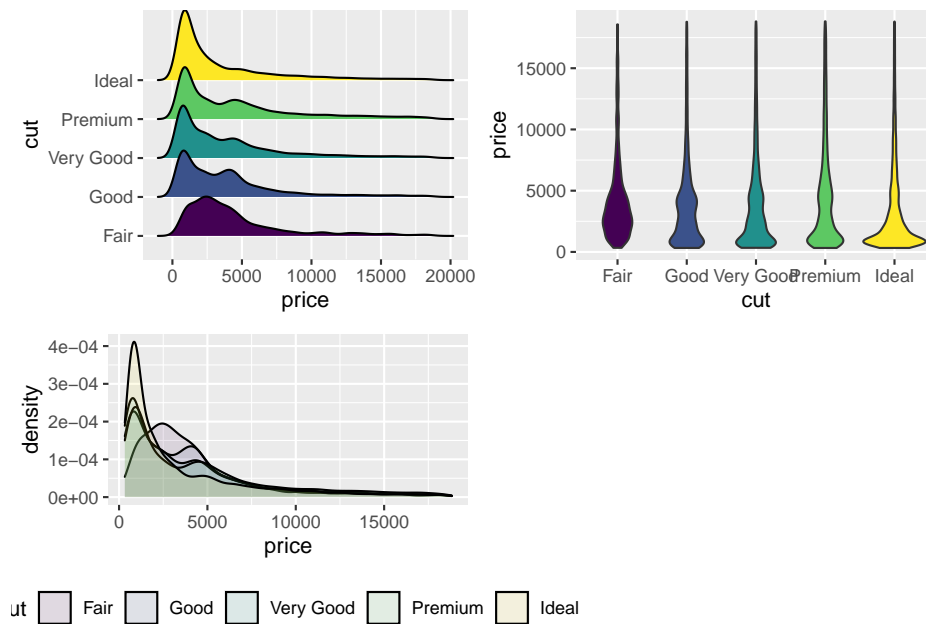 cut
Ideal
Premium
Very Good
Good
Fair
0 5000 10000 15000 20000
price
price
15000
10000
5000
0
Fair Good Very Good Premium Ideal
cut
density
4e−04
3e−04
2e−04
1e−04
0e+00
0 5000 10000 15000
price
ut Fair Good Very Good Premium Ideal